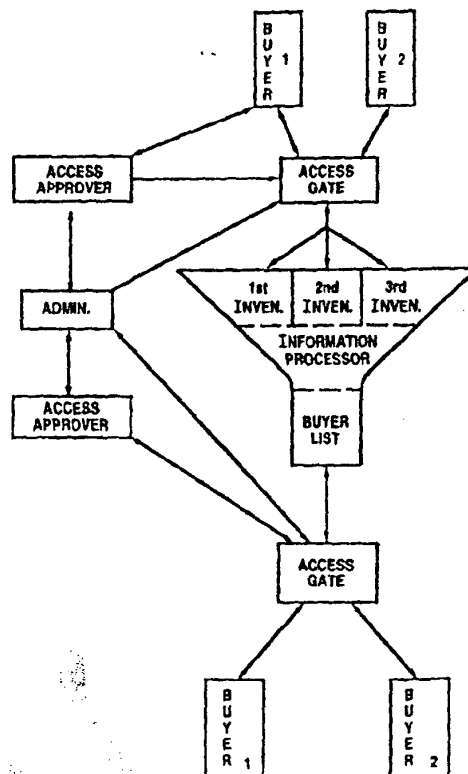 BUYER 1
BUYER 2
ACCESS
APPROVER
ACCESS
GATE
1st
INVEN.
2nd
INVEN.
3rd
INVEN.
ADMIN.
INFORMATION
PROCESSOR
ACCESS
APPROVER
BUYER
LIST
ACCESS
GATE
BUYER 1
BUYER 2